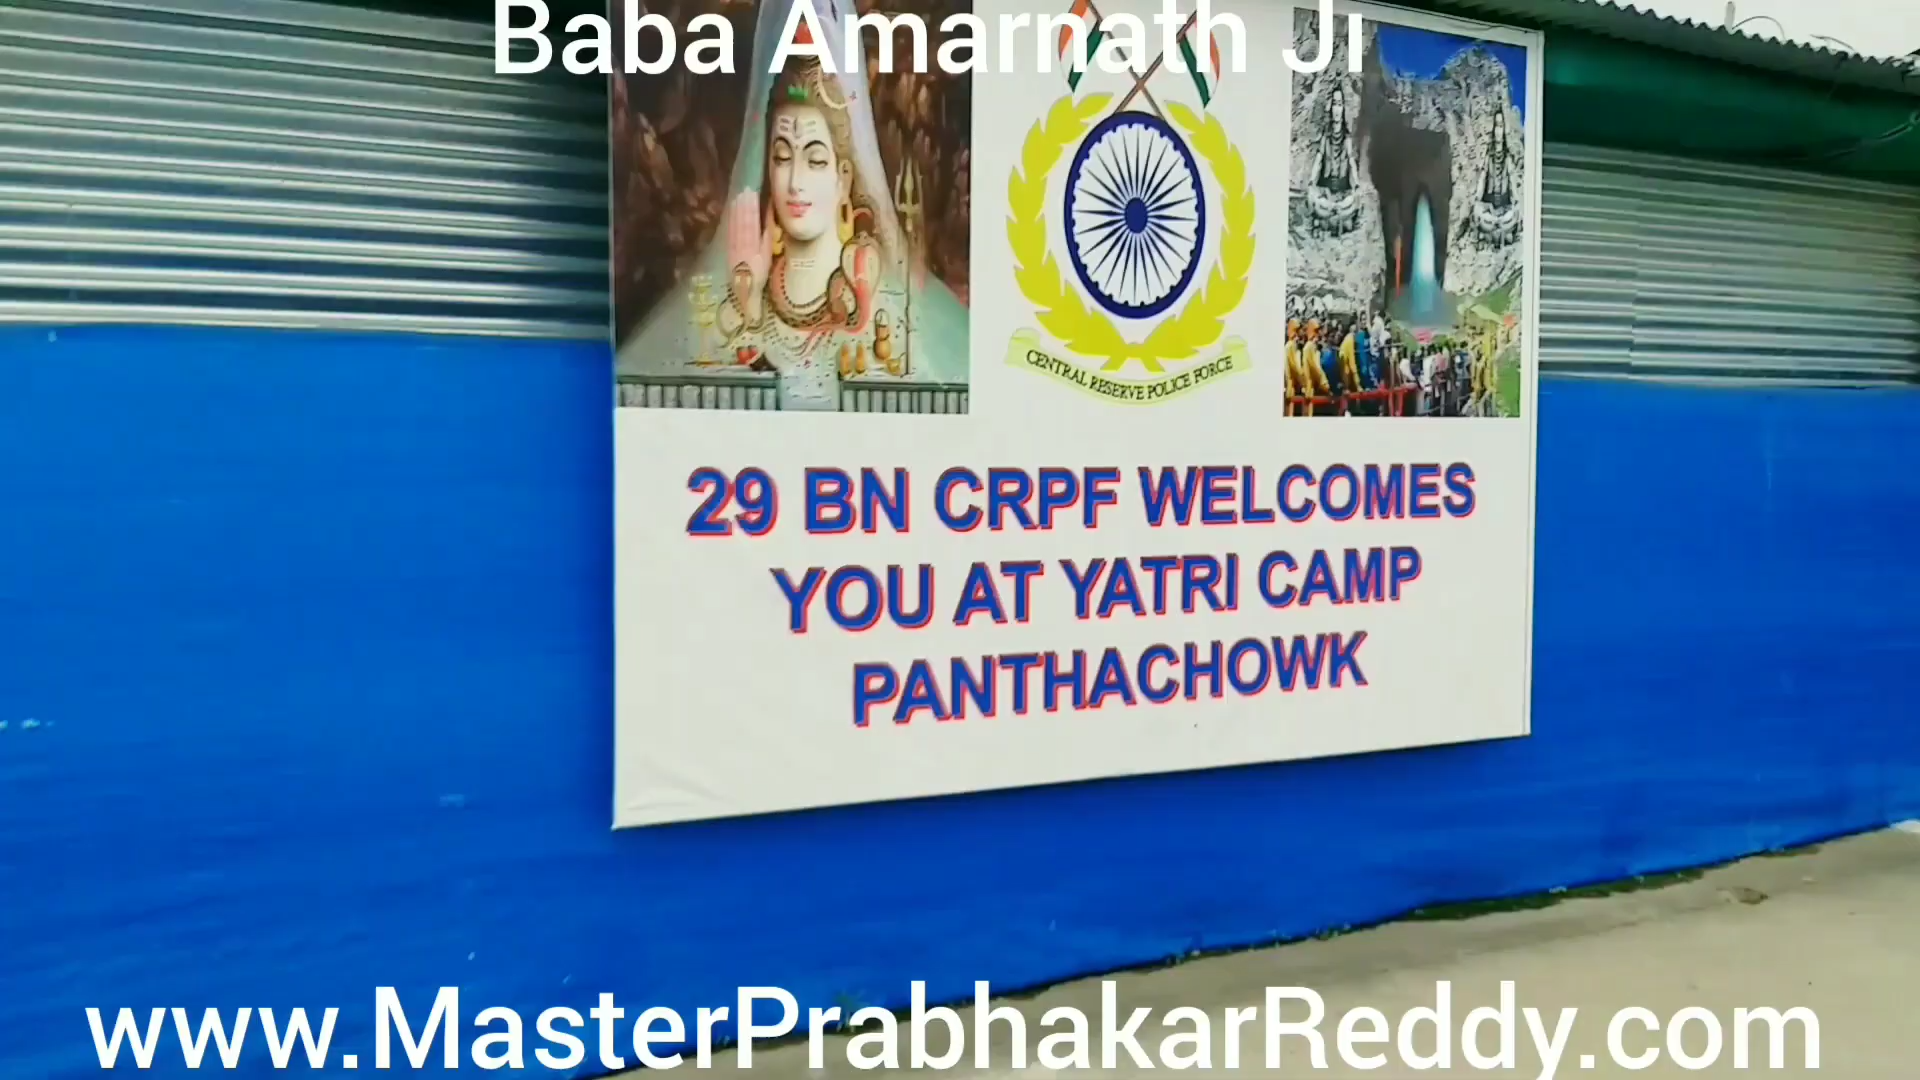 Baba Amarnath Ji
CENTRAL RESERVE POLICE FORCE
29 BN CRPF WELCOMES
YOU AT YATRI CAMP
PANTHACHOWK
www.MasterPrabhakarReddy.com